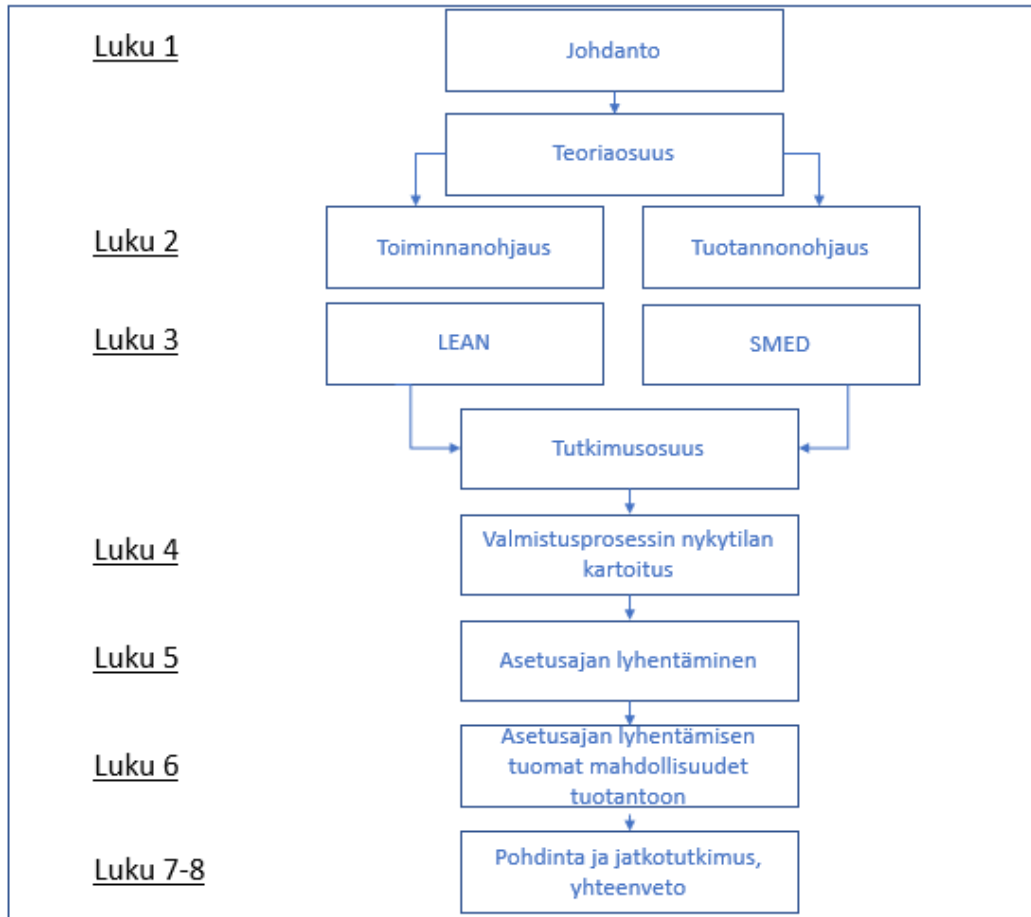 Luku 1
Johdanto
Teoriaosuus
Luku 2
Toiminnanohjaus
Tuotannonohjaus
Luku 3
LEAN
SMED
Tutkimusosuus
Luku 4
Valmistusprosessin nykytilan
kartoitus
Luku 5
Asetusajan lyhentäminen
Luku 6
Asetusajan lyhentämisen
tuomat mahdollisuudet
tuotantoon
Luku 7-8
Pohdinta ja jatkotutkimus,
yhteenveto